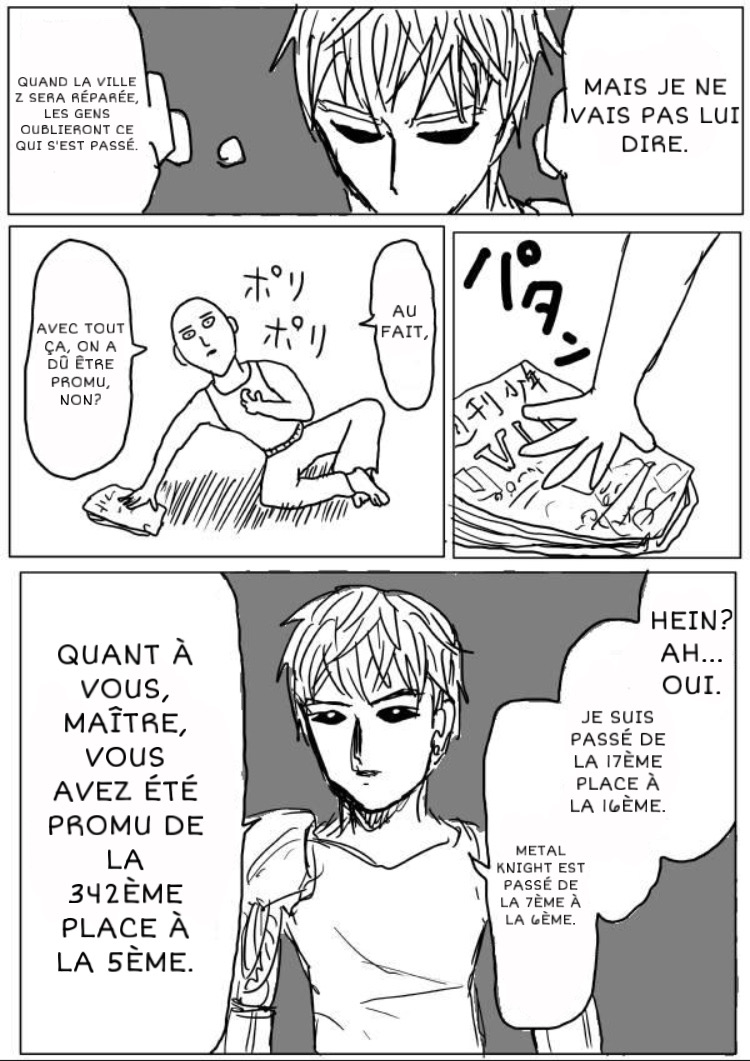 MAIS JE NE
VAIS PAS LUI
DIRE.
QUAND LA VILLE
Z SERA RÉPARÉE,
LES GENS
OUBLIERONT CE
QUI S'EST PASSÉ.
パタン
刊少年
AU
FAIT,
ポリ
ポリ
AVEC TOUT
ÇA, ON A
DÛ ÊTRE
PROMU,
NON?
HEIN?
AH...
OUI.
JE SUIS
PASSÉ DE
LA 17ÈME
PLACE À
LA 16ÈME.
METAL
KNIGHT EST
PASSÉ DE
LA 7ÈME À
LA 6ÈME.
QUANT À
VOUS,
MAÎTRE,
VOUS
AVEZ ÉTÉ
PROMU DE
LA
342ÈME
PLACE À
LA 5ÈME.